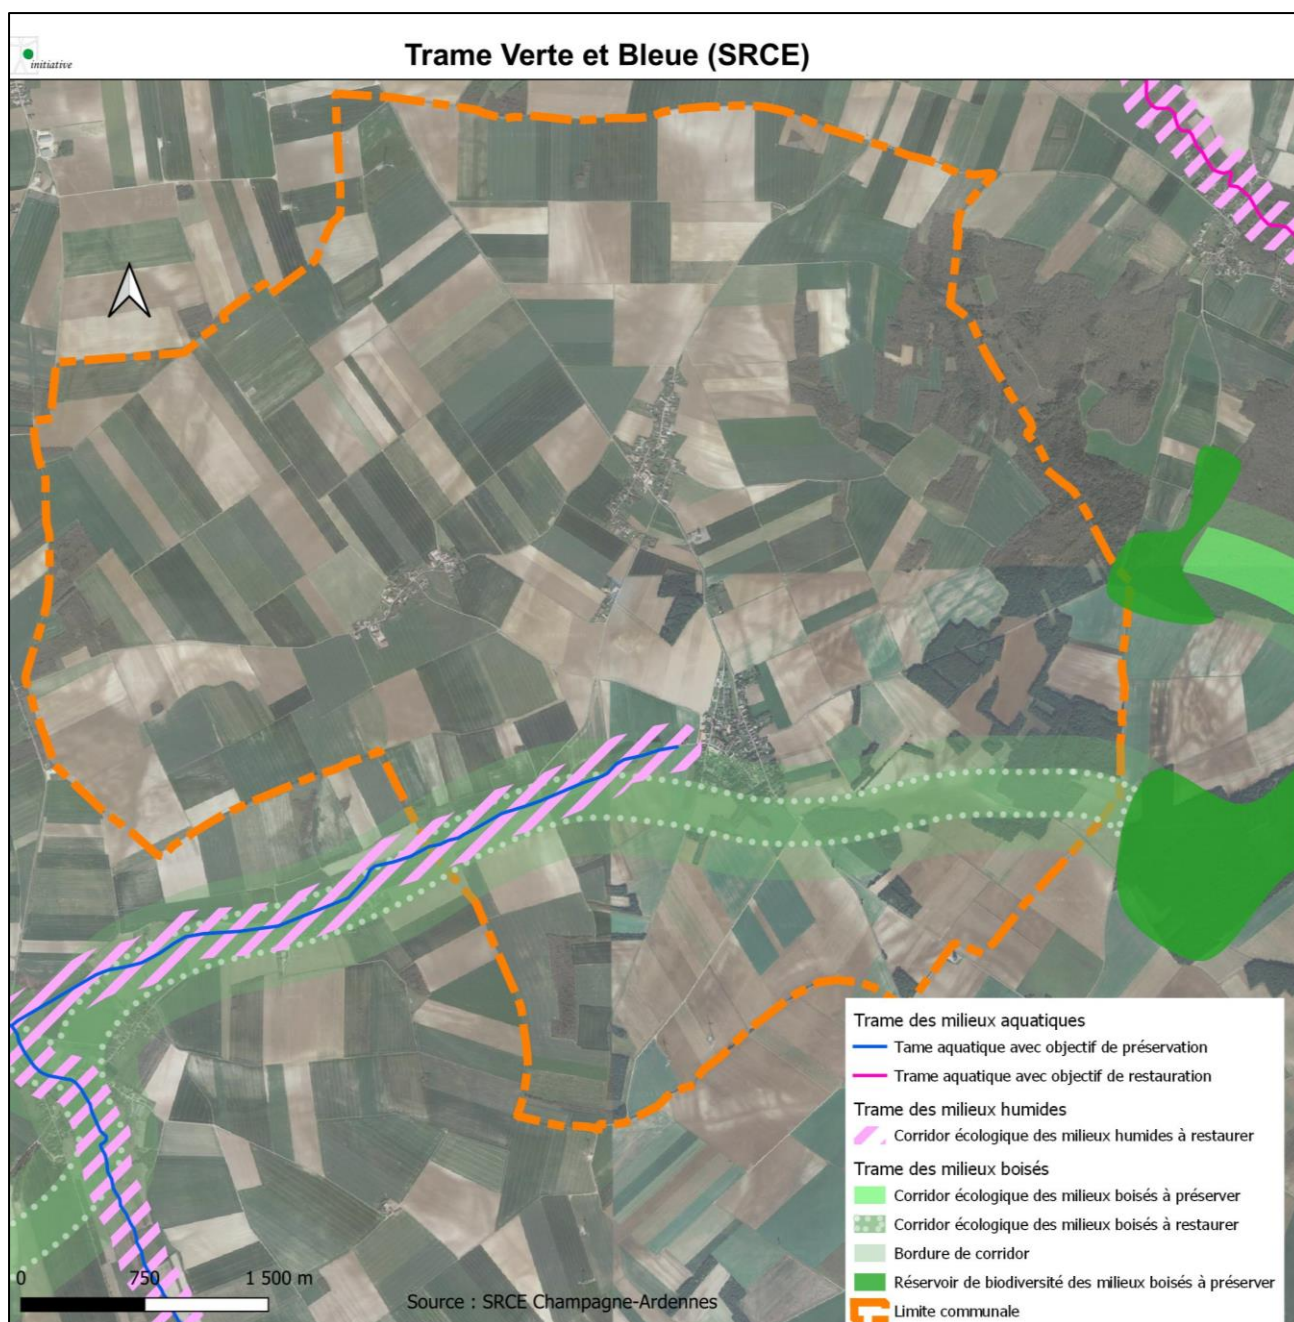 initiative
Trame Verte et Bleue (SRCE)
Trame des milieux aquatiques
Tame aquatique avec objectif de préservation
Trame aquatique avec objectif de restauration
Trame des milieux humides
Corridor écologique des milieux humides à restaurer
Trame des milieux boisés
Corridor écologique des milieux boisés à préserver
Corridor écologique des milieux boisés à restaurer
Bordure de corridor
Réservoir de biodiversité des milieux boisés à préserver
Limite communale
0 750 1 500 m
Source : SRCE Champagne-Ardennes